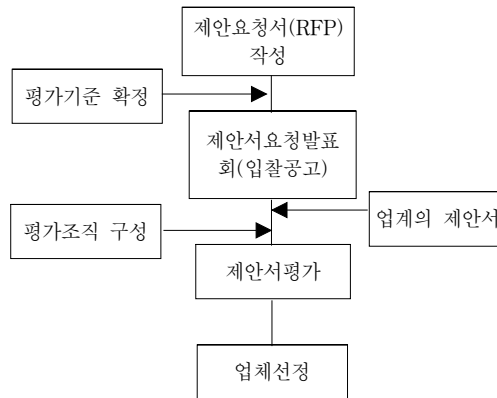 제안요청서(RFP)
작성
평가기준 확정
제안서요청발표
회(입찰공고)
업계의 제안서
평가조직 구성
제안서평가
업체선정